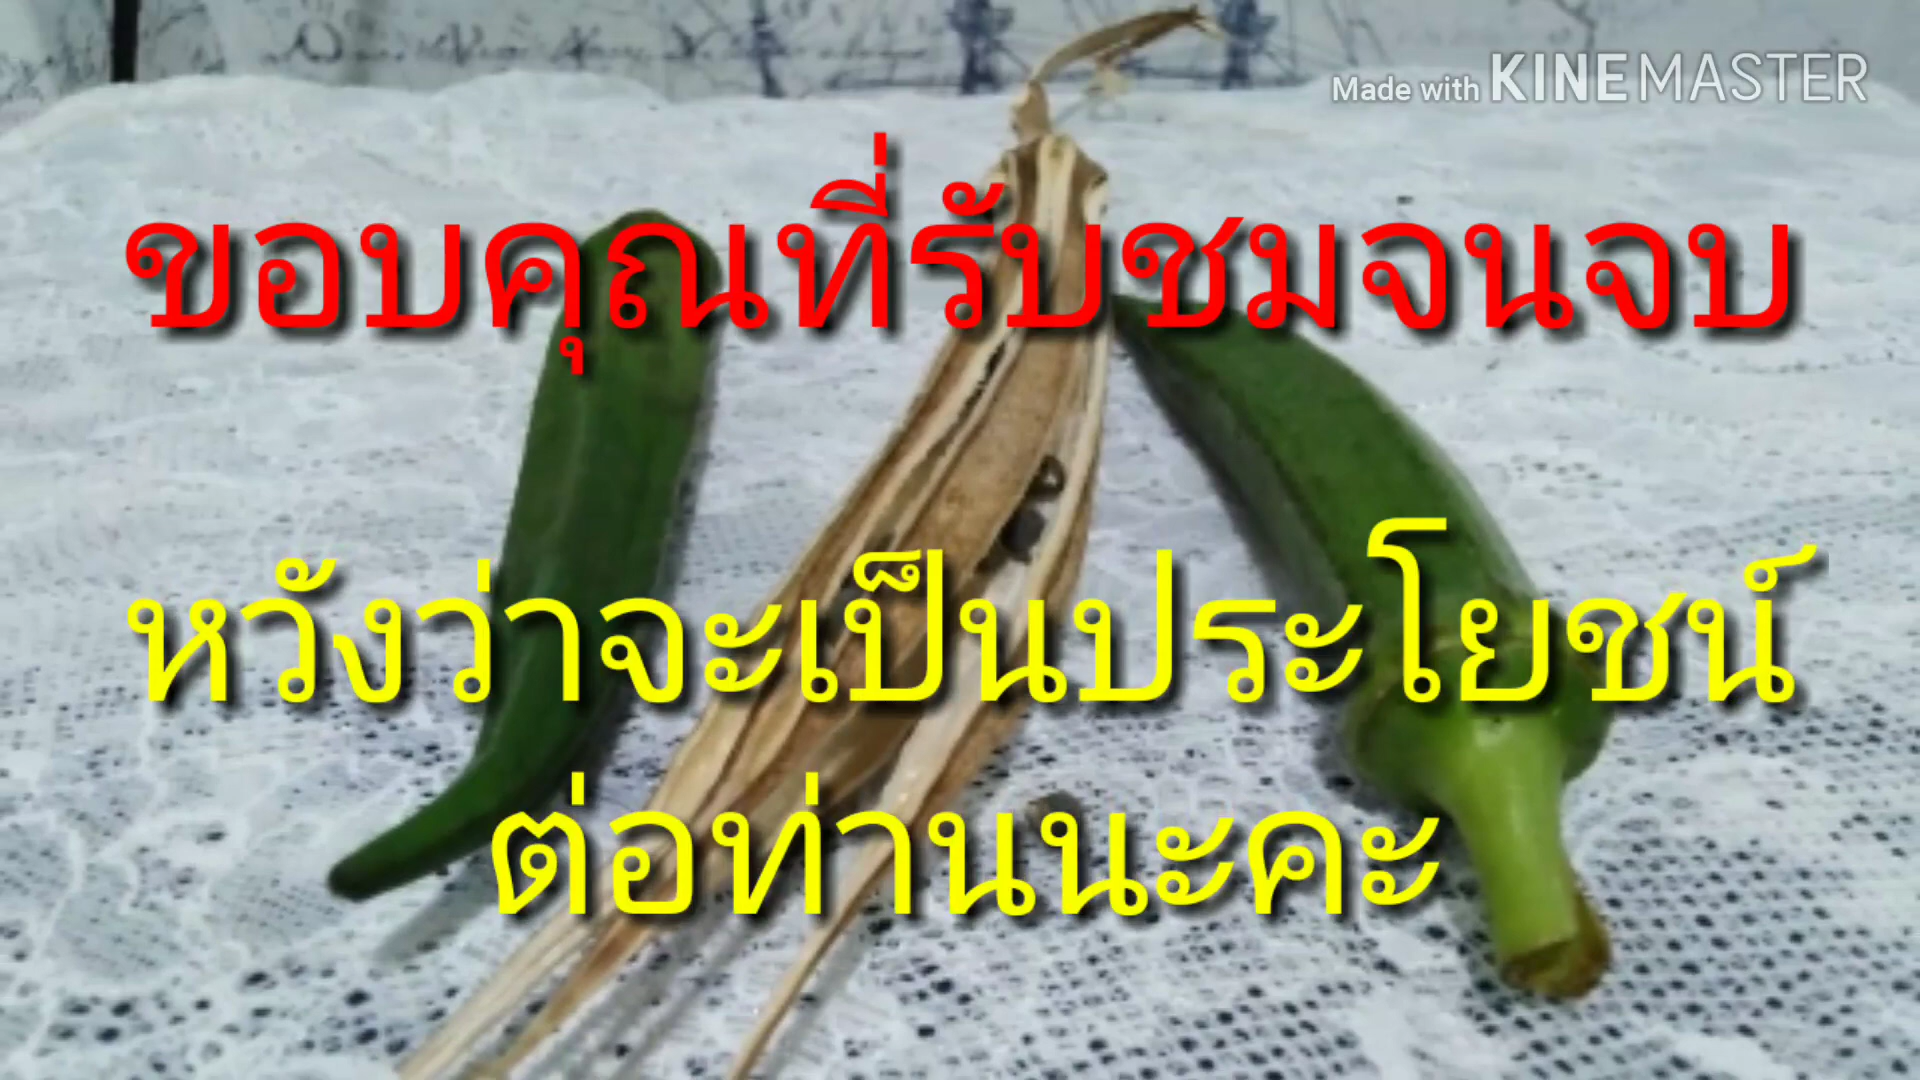 Made with KINEMASTER
ขอบคุณที่รับชมจนจบ
หวังว่าจะเป็นประโยชน์
ต่อท่านนะคะ